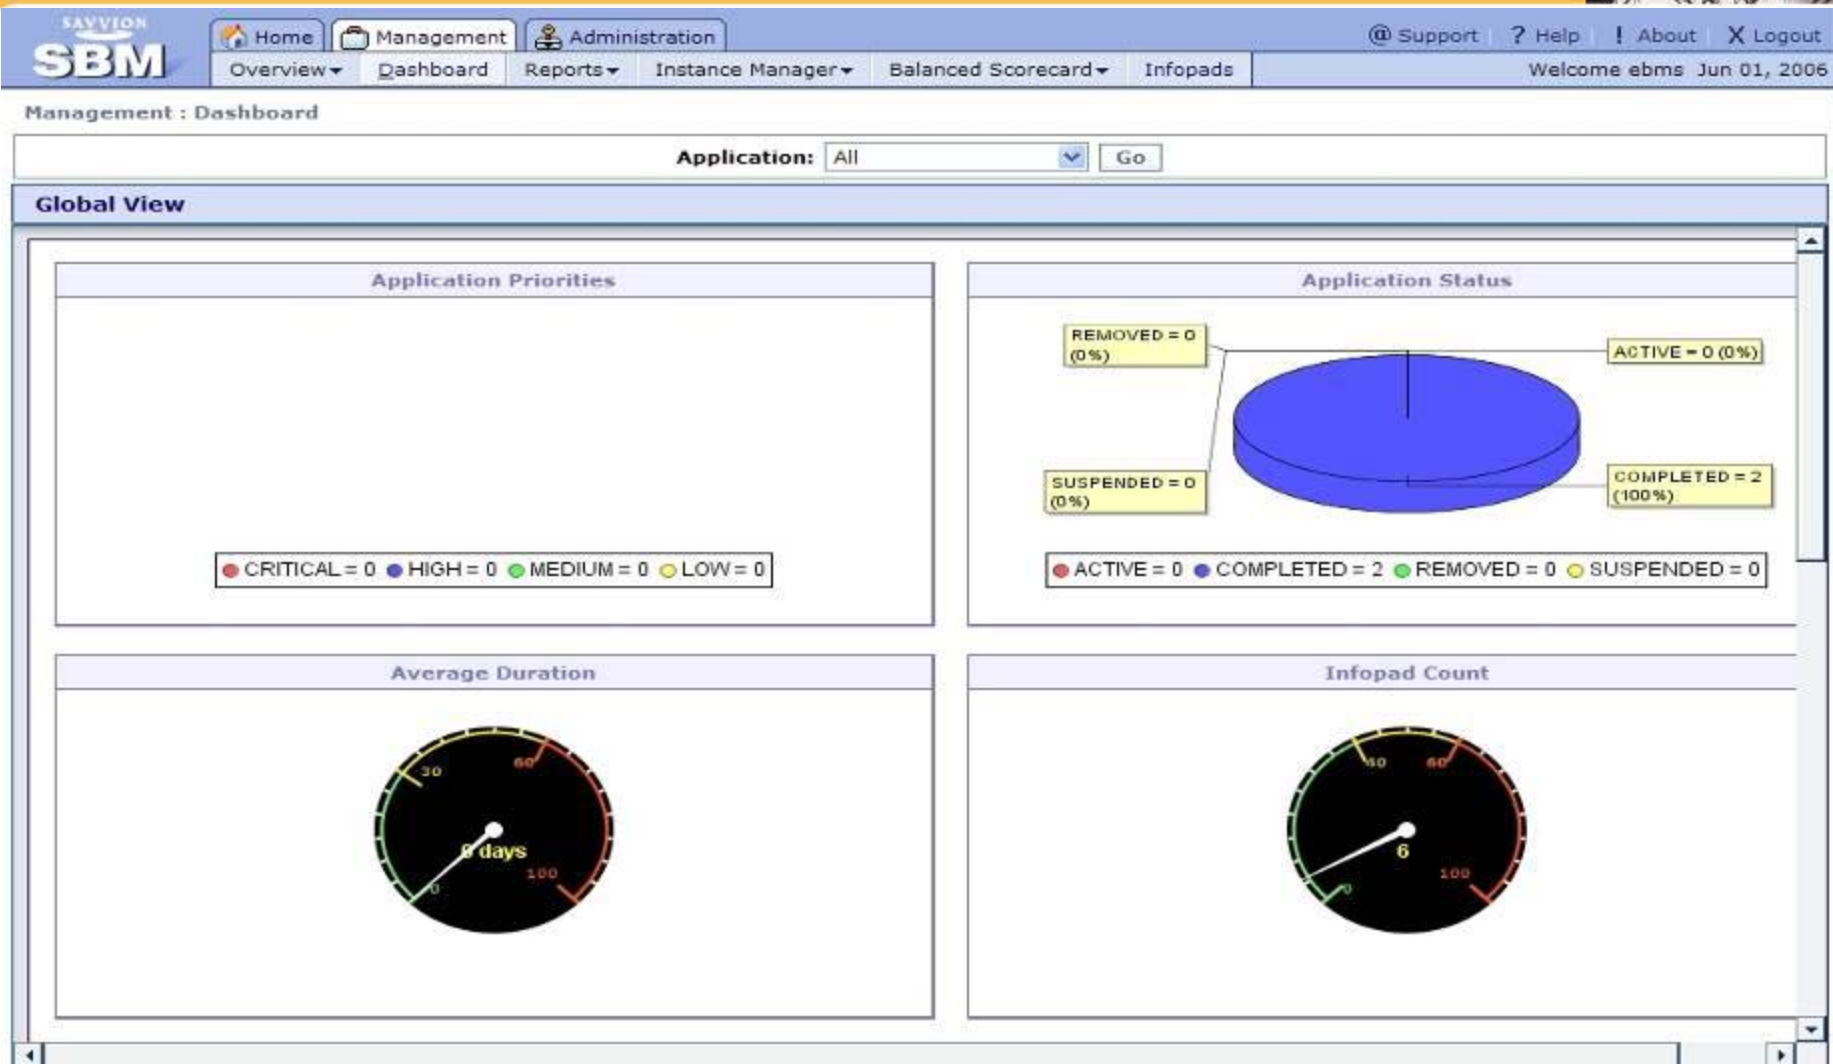 SAVVION
SBM
Home Management Administration
@ Support ? Help ! About X Logout
Overview Dashboard Reports Instance Manager Balanced Scorecard Infopads
Welcome ebms Jun 01, 2006
Management : Dashboard
Application: All Go
Global View
Application Priorities
CRITICAL = 0 HIGH = 0 MEDIUM = 0 LOW = 0
Application Status
REMOVED = 0
(0%)
ACTIVE = 0 (0%)
SUSPENDED = 0
(0%)
COMPLETED = 2
(100%)
ACTIVE = 0 COMPLETED = 2 REMOVED = 0 SUSPENDED = 0
Average Duration
30 60
0 days
0 100
Infopad Count
40 60
6
0 100